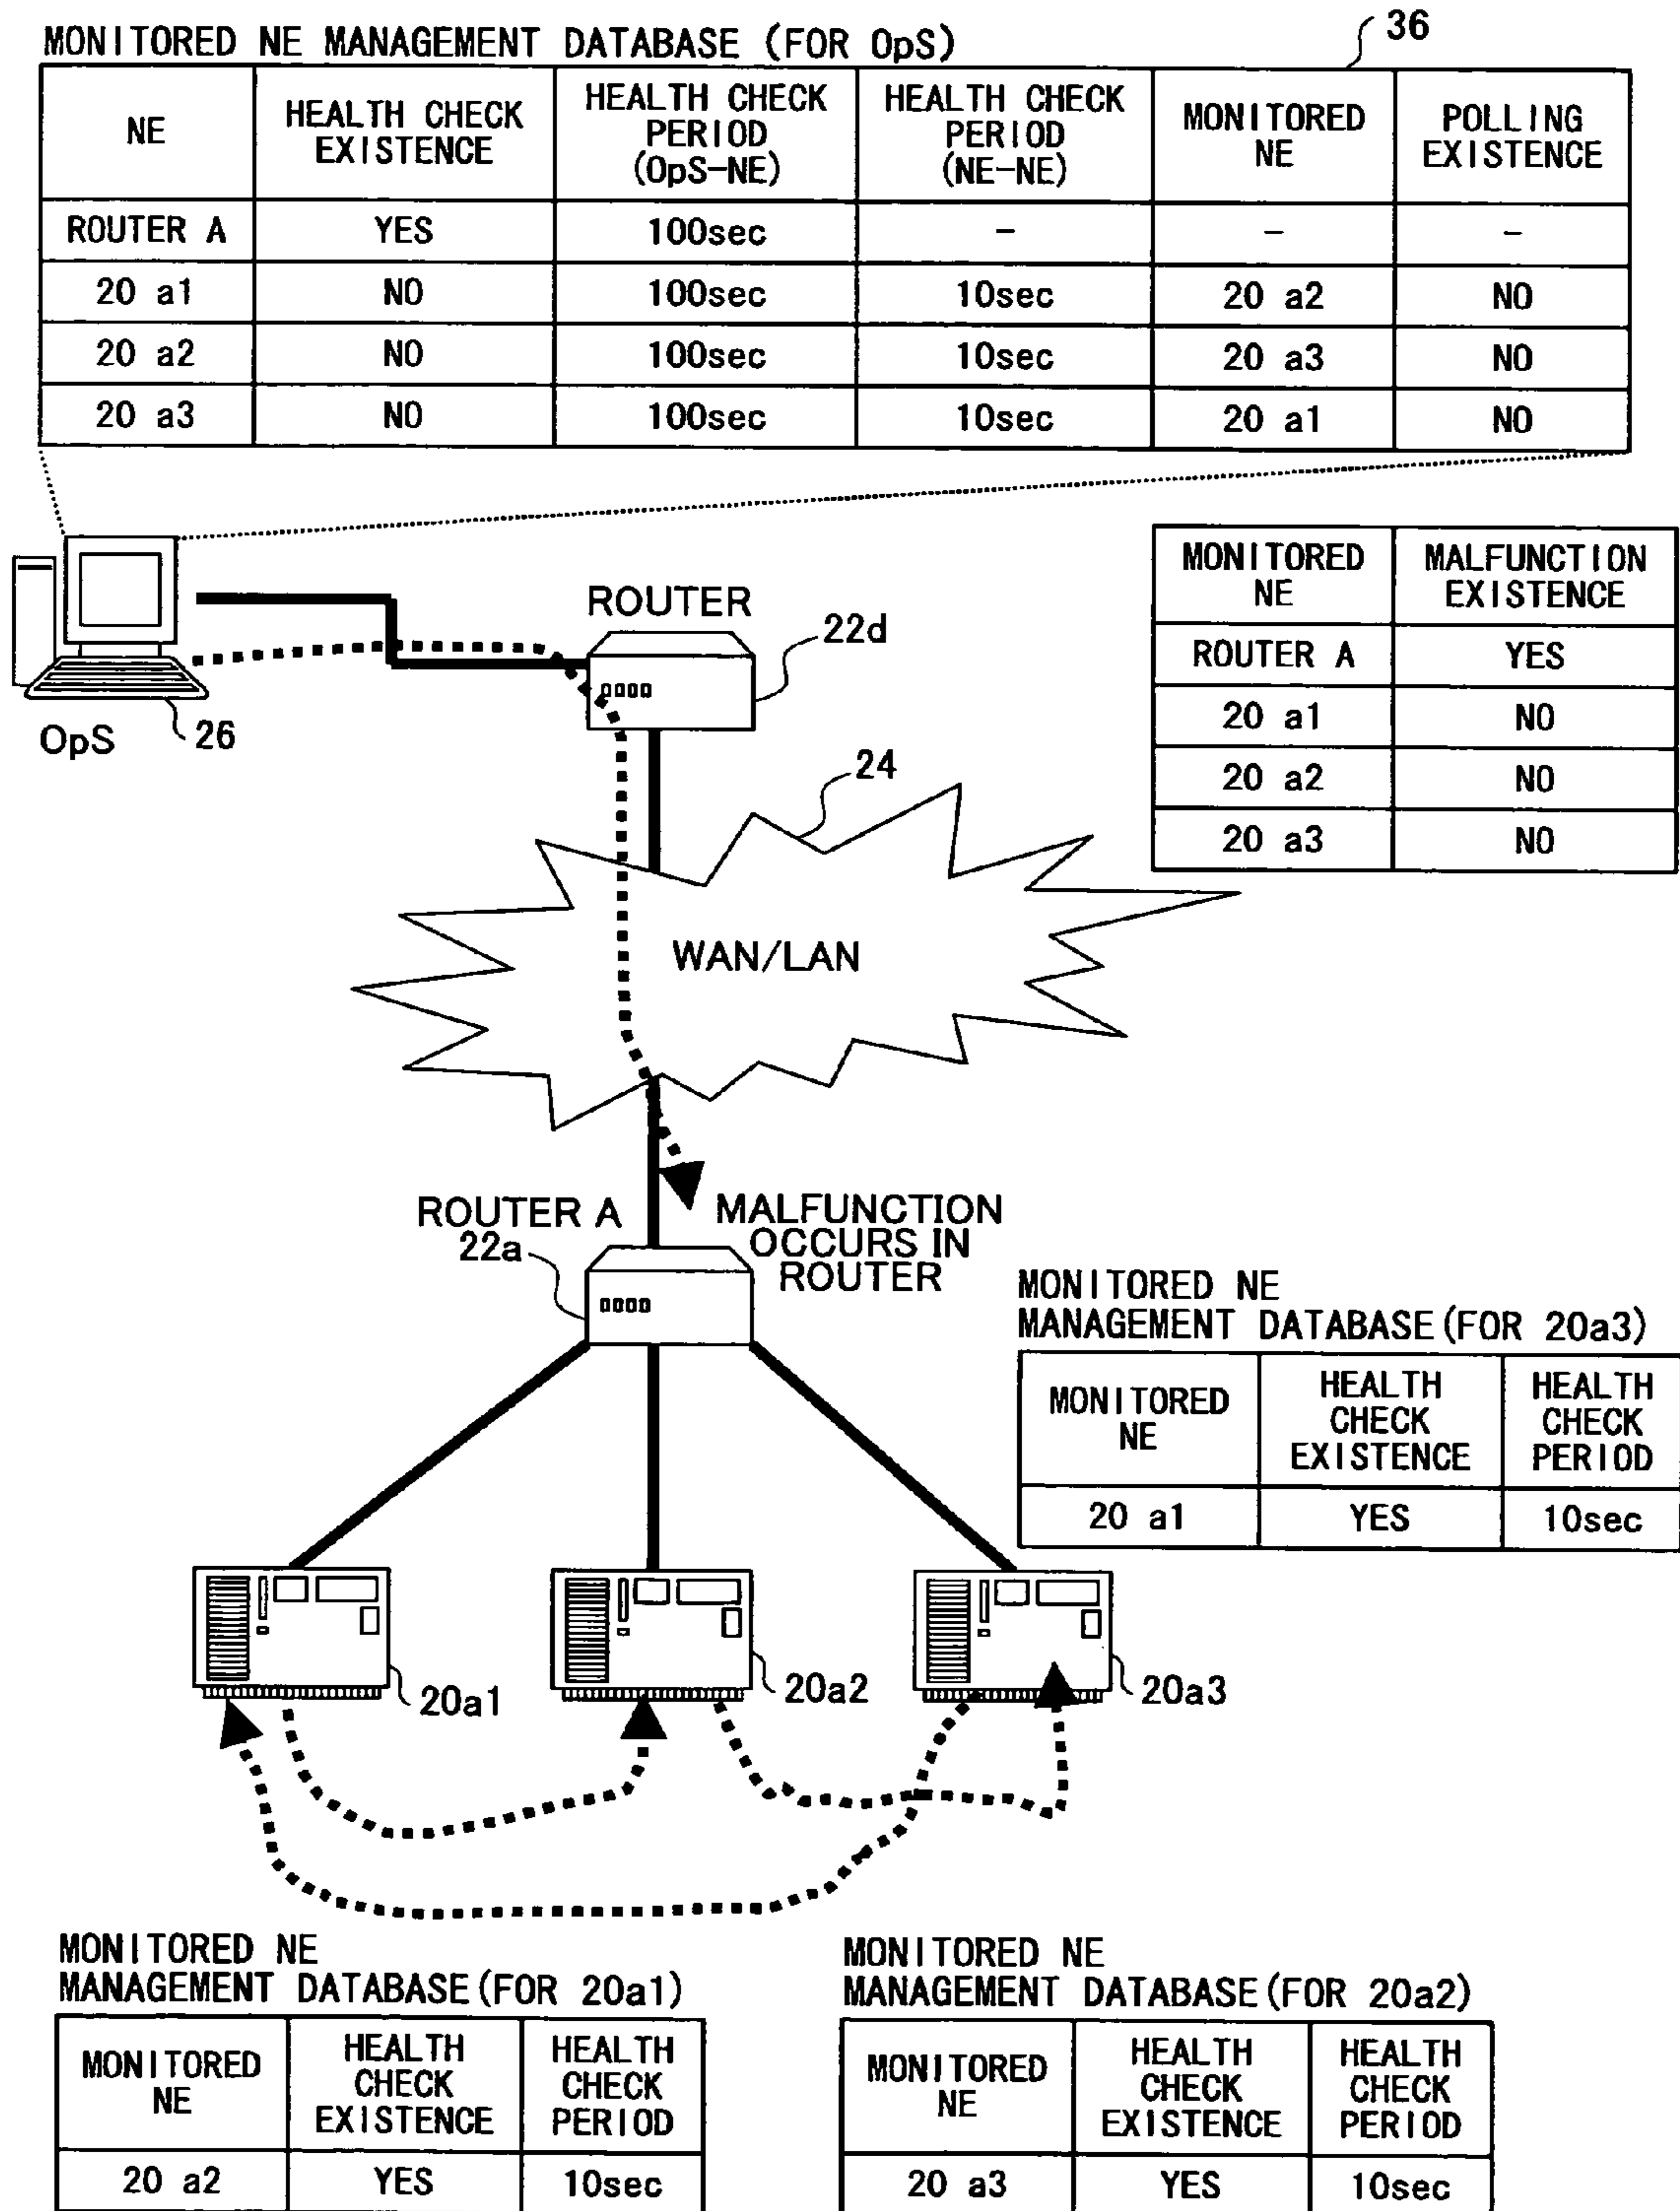 MONITORED NE MANAGEMENT DATABASE (FOR OpS)
36
NE
HEALTH CHECK
EXISTENCE
HEALTH CHECK
PERIOD
(OpS-NE)
HEALTH CHECK
PERIOD
(NE-NE)
MONITORED
NE
POLLING
EXISTENCE
ROUTER A YES 100sec - - -
20 a1 NO 100sec 10sec 20 a2 NO
20 a2 NO 100sec 10sec 20 a3 NO
20 a3 NO 100sec 10sec 20 a1 NO
OpS
26
ROUTER
22d
MONITORED
NE
MALFUNCTION
EXISTENCE
ROUTER A YES
20 a1 NO
20 a2 NO
20 a3 NO
24
WAN/LAN
ROUTER A
22a
MALFUNCTION
OCCURS IN
ROUTER
MONITORED NE
MANAGEMENT DATABASE(FOR 20a3)
MONITORED
NE
HEALTH
CHECK
EXISTENCE
HEALTH
CHECK
PERIOD
20 a1 YES 10sec
20a1
20a2
20a3
MONITORED NE
MANAGEMENT DATABASE(FOR 20a1)
MONITORED
NE
HEALTH
CHECK
EXISTENCE
HEALTH
CHECK
PERIOD
20 a2 YES 10sec
MONITORED NE
MANAGEMENT DATABASE(FOR 20a2)
MONITORED
NE
HEALTH
CHECK
EXISTENCE
HEALTH
CHECK
PERIOD
20 a3 YES 10sec